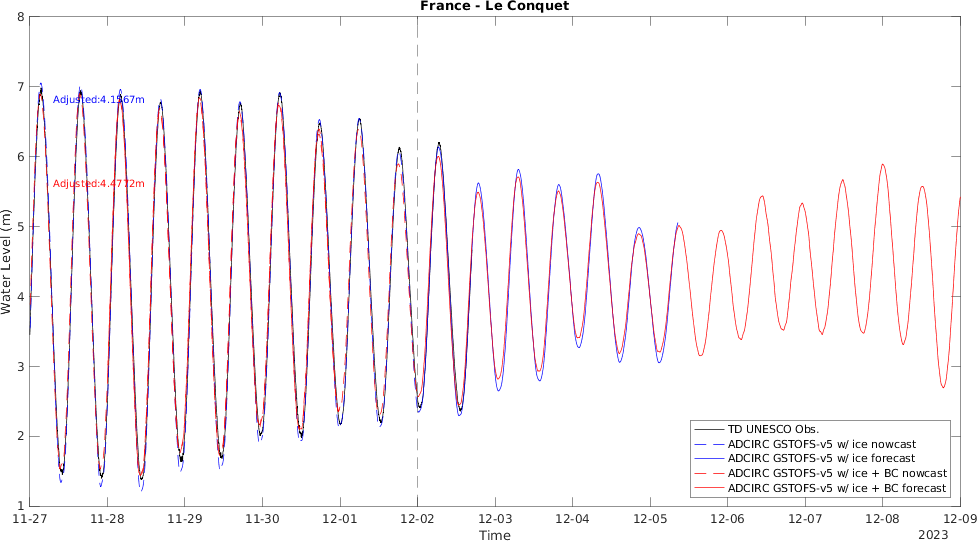 France - Le Conquet
8
7
6
5
4
3
2
1
Water Level (m)
Adjusted:4.1567
Adjusted:4.4772
TD UNESCO Obs.
ADCIRC GSTOFS-v5 w/ ice nowcast
ADCIRC GSTOFS-v5 w/ ice forecast
ADCIRC GSTOFS-v5 w/ ice + BC nowcast
ADCIRC GSTOFS-v5 w/ ice + BC forecast
11-27 11-28 11-29 11-30 12-01 12-02 12-03 12-04 12-05 12-06 12-07 12-08 12-09
Time
2023